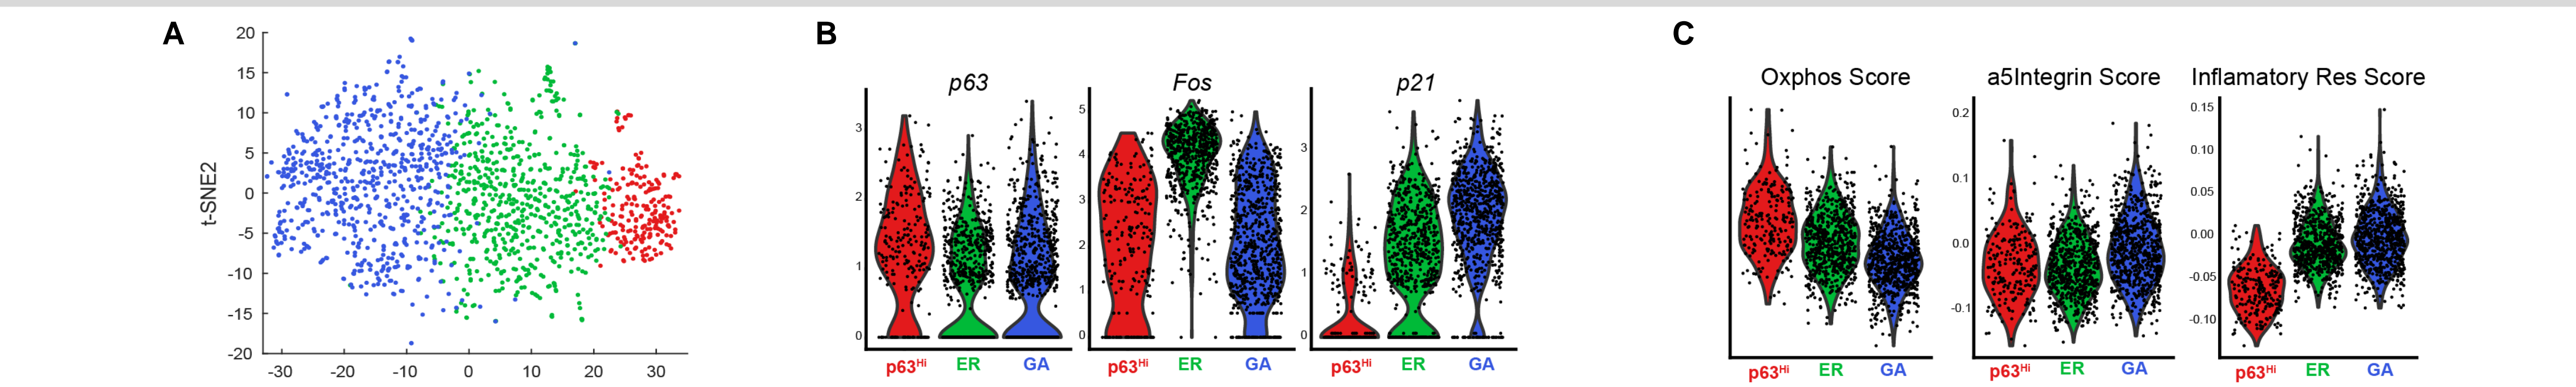 A
20
15
10
5
0
-5
-10
-15
-20
t-SNE2
-30 -20 -10 0 10 20 30
B
p63
3
2
1
0
p63Hi ER GA
Fos
5
4
3
2
1
0
p63Hi ER GA
p21
3
2
1
0
p63Hi ER GA
C
Oxphos Score
p63Hi ER GA
a5Integrin Score
0.2
0.1
0.0
-0.1
p63Hi ER GA
Inflamatory Res Score
0.15
0.10
0.05
0.00
-0.05
-0.10
p63Hi ER GA